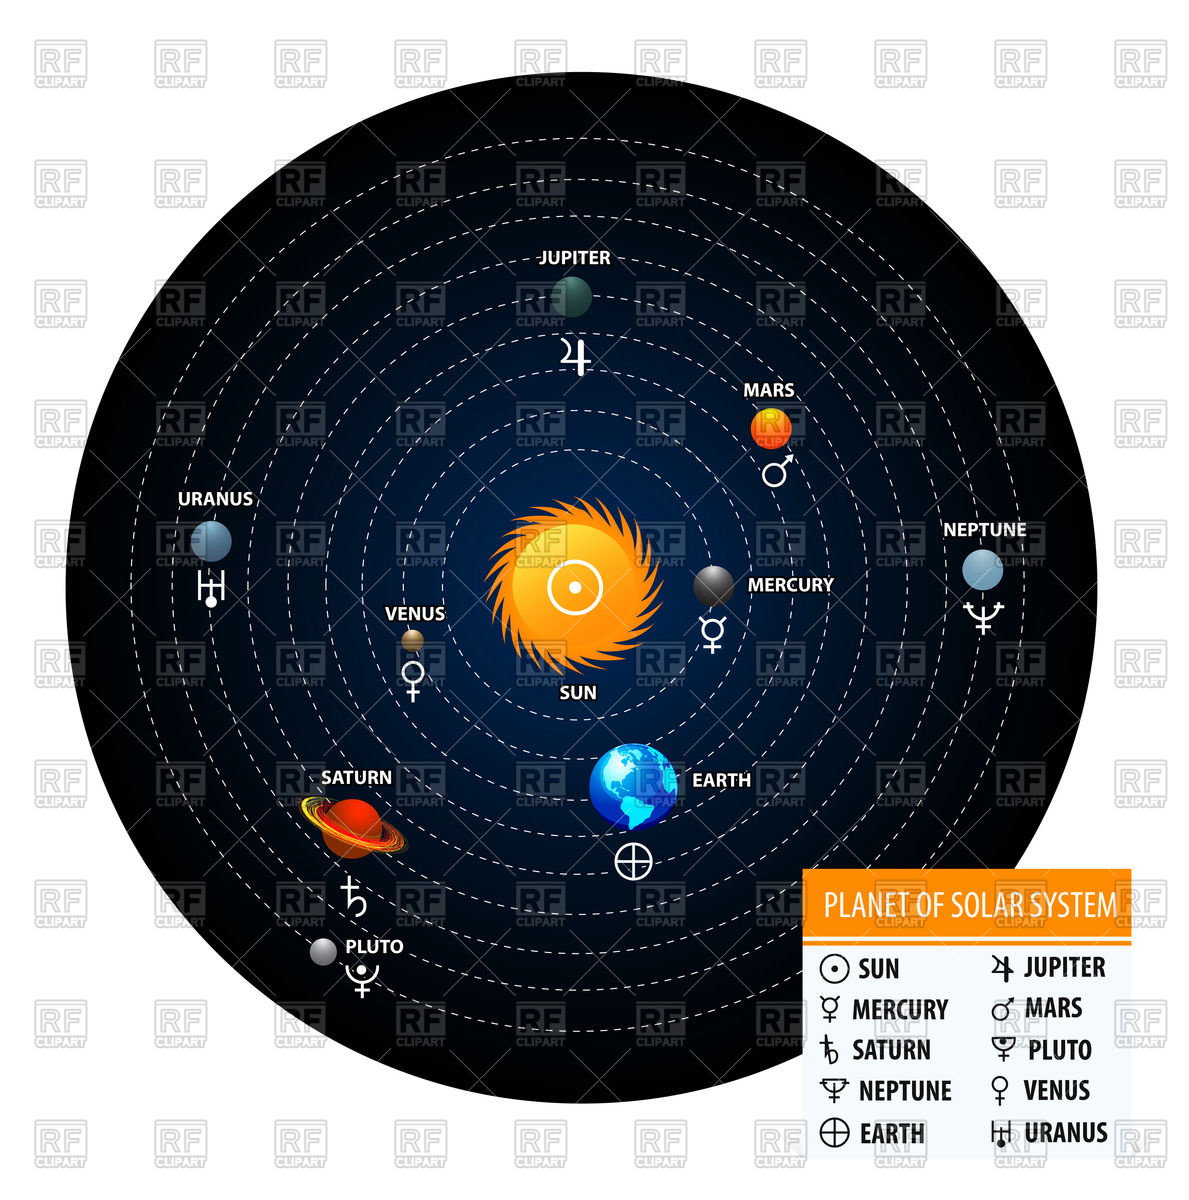 JUPITER
MARS
URANUS
NEPTUNE
MERCURY
VENUS
SUN
SATURN
EARTH
PLUTO
PLANET OF SOLAR SYSTEM
SUN
JUPITER
MERCURY
MARS
SATURN
PLUTO
NEPTUNE
VENUS
EARTH
URANUS
RF
CLIPART